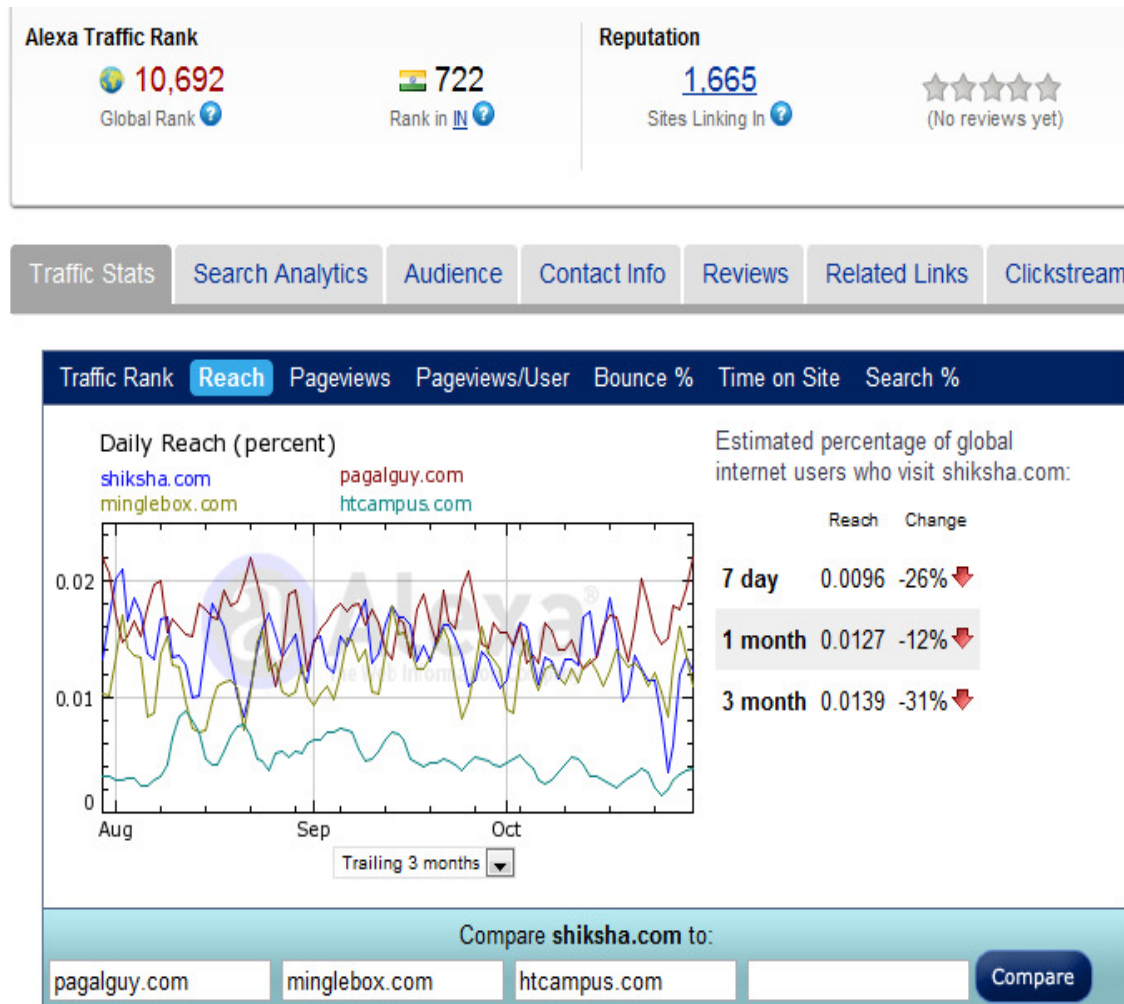 Alexa Traffic Rank
Reputation
10,692
722
1,665
Global Rank ?
Rank in IN ?
Sites Linking In ?
(No reviews yet)
Traffic Stats
Search Analytics
Audience
Contact Info
Reviews
Related Links
Clickstream
Traffic Rank
Reach
Pageviews
Pageviews/User
Bounce %
Time on Site
Search %
Daily Reach (percent)
shiksha.com
pagalguy.com
minglebox.com
htcampus.com
Alexa®
0.02
0.01
0
Aug
Sep
Oct
Trailing 3 months
Estimated percentage of global
internet users who visit shiksha.com:
Reach Change
7 day 0.0096 -26%
1 month 0.0127 -12%
3 month 0.0139 -31%
Compare shiksha.com to:
pagalguy.com
minglebox.com
htcampus.com
Compare